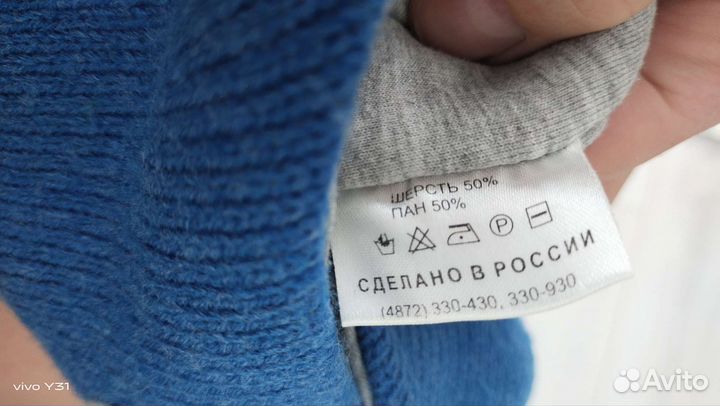 ШЕРСТЬ 50%
ПАН 50%
P
СДЕЛАНО В РОССИИ
(4872) 330-430, 330-930
vivo Y31
Avito